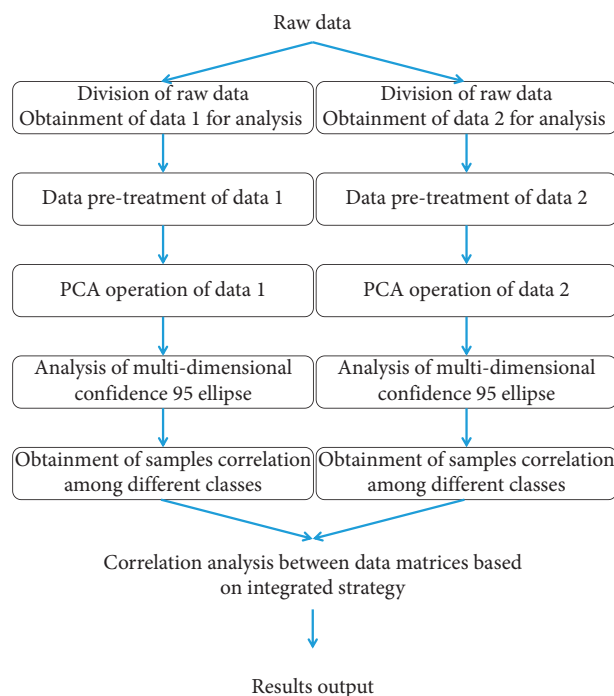 Raw data
Division of raw data
Obtainment of data 1 for analysis
Division of raw data
Obtainment of data 2 for analysis
Data pre-treatment of data 1
Data pre-treatment of data 2
PCA operation of data 1
PCA operation of data 2
Analysis of multi-dimensional
confidence 95 ellipse
Analysis of multi-dimensional
confidence 95 ellipse
Obtainment of samples correlation
among different classes
Obtainment of samples correlation
among different classes
Correlation analysis between data matrices based
on integrated strategy
Results output